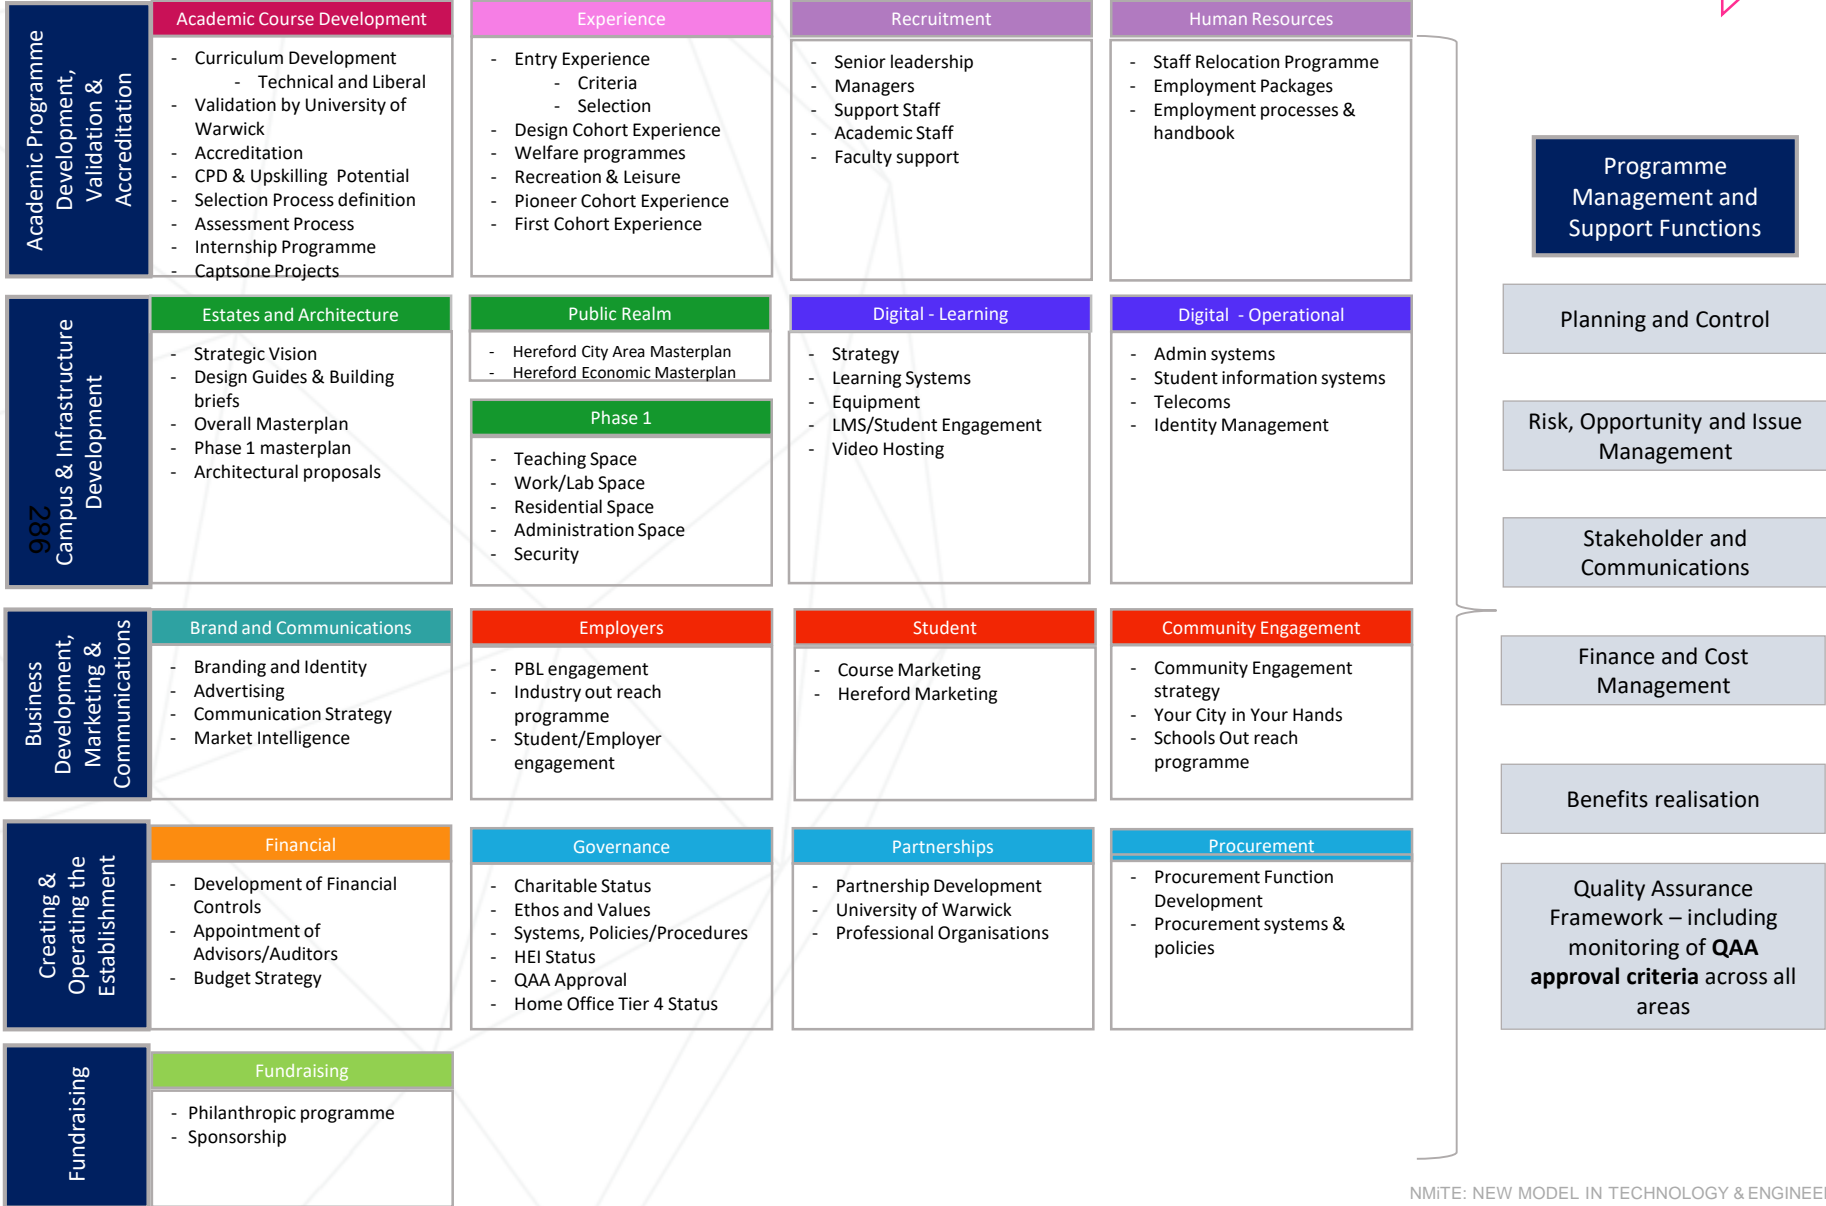 Academic Programme
Development,
Validation &
Accreditation
Academic Course Development
- Curriculum Development
- Technical and Liberal
- Validation by University of
Warwick
- Accreditation
- CPD & Upskilling Potential
- Selection Process definition
- Assessment Process
- Internship Programme
- Captsone Projects
Experience
- Entry Experience
- Criteria
- Selection
- Design Cohort Experience
- Welfare programmes
- Recreation & Leisure
- Pioneer Cohort Experience
- First Cohort Experience
Recruitment
- Senior leadership
- Managers
- Support Staff
- Academic Staff
- Faculty support
Human Resources
- Staff Relocation Programme
- Employment Packages
- Employment processes &
handbook
Campus & Infrastructure
Development
286
Estates and Architecture
- Strategic Vision
- Design Guides & Building
briefs
- Overall Masterplan
- Phase 1 masterplan
- Architectural proposals
Public Realm
- Hereford City Area Masterplan
- Hereford Economic Masterplan
Phase 1
- Teaching Space
- Work/Lab Space
- Residential Space
- Administration Space
- Security
Digital - Learning
- Strategy
- Learning Systems
- Equipment
- LMS/Student Engagement
- Video Hosting
Digital - Operational
- Admin systems
- Student information systems
- Telecoms
- Identity Management
Business
Development,
Marketing &
Communications
Brand and Communications
- Branding and Identity
- Advertising
- Communication Strategy
- Market Intelligence
Employers
- PBL engagement
- Industry out reach
programme
- Student/Employer
engagement
Student
- Course Marketing
- Hereford Marketing
Community Engagement
- Community Engagement
strategy
- Your City in Your Hands
- Schools Out reach
programme
Creating &
Operating the
Establishment
Financial
- Development of Financial
Controls
- Appointment of
Advisors/Auditors
- Budget Strategy
Governance
- Charitable Status
- Ethos and Values
- Systems, Policies/Procedures
- HEI Status
- QAA Approval
- Home Office Tier 4 Status
Partnerships
- Partnership Development
- University of Warwick
- Professional Organisations
Procurement
- Procurement Function
Development
- Procurement systems &
policies
Fundraising
Fundraising
- Philanthropic programme
- Sponsorship
Programme
Management and
Support Functions
Planning and Control
Risk, Opportunity and Issue
Management
Stakeholder and
Communications
Finance and Cost
Management
Benefits realisation
Quality Assurance
Framework – including
monitoring of QAA
approval criteria across all
areas
NMiTE: NEW MODEL IN TECHNOLOGY &